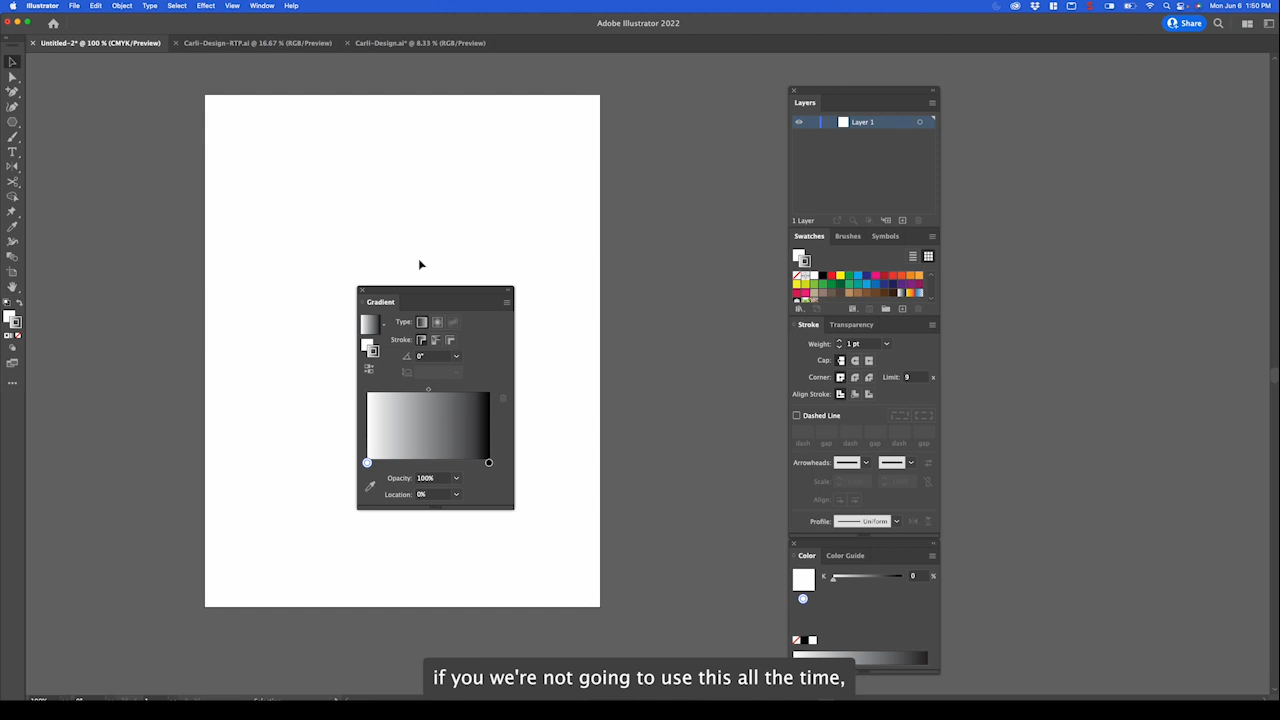 Illustrator File Edit Object Type Select Effect View Window Help
Mon Jun 6 1:50 PM
Adobe Illustrator 2022
Share
Untitled-2* @ 100 % (CMYK/Preview)
Carli-Design-RTP.ai @ 16.67 % (RGB/Preview)
Carli-Design.ai* @ 8.33 % (RGB/Preview)
Layers
Layer 1
1 Layer
Swatches Brushes Symbols
Gradient
Type:
Stroke:
0°
Opacity: 100%
Location: 0%
Stroke Transparency
Weight: 1 pt
Cap:
Corner: Limit: 9 x
Align Stroke:
Dashed Line
dash gap dash gap dash gap
Arrowheads:
Scale:
Align:
Profile: Uniform
Color Color Guide
K 0 %
if you we're not going to use this all the time,